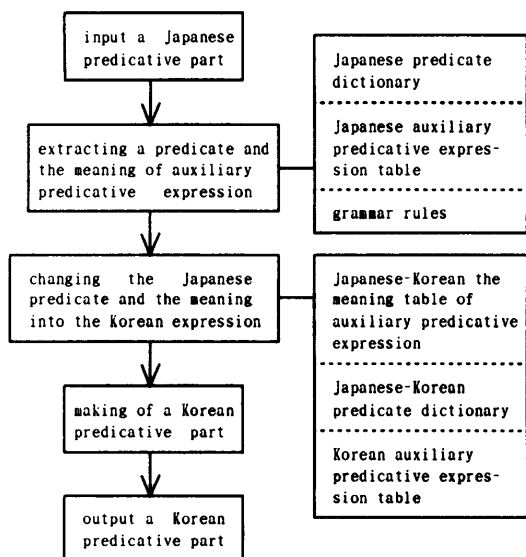 input a Japanese
predicative part
extracting a predicate and
the meaning of auxiliary
predicative expression
Japanese predicate
dictionary
Japanese auxiliary
predicative expres-
sion table
grammar rules
changing the Japanese
predicate and the meaning
into the Korean expression
Japanese-Korean the
meaning table of
auxiliary predicative
expression
Japanese-Korean
predicate dictionary
Korean auxiliary
predicative expres-
sion table
making of a Korean
predicative part
output a Korean
predicative part